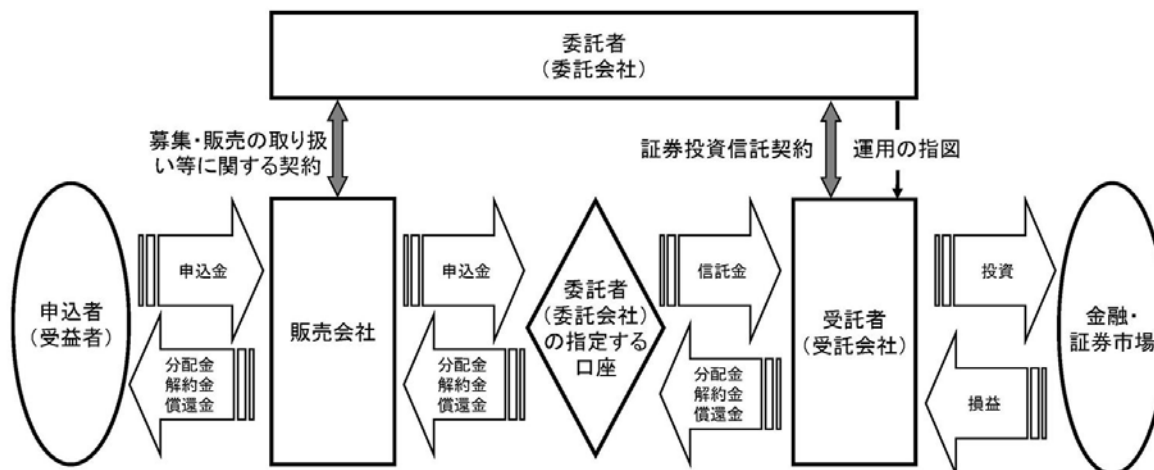 委託者
（委託会社）
募集・販売の取り扱
い等に関する契約
証券投資信託契約
運用の指図
申込者
（受益者）
申込金
分配金
解約金
償還金
販売会社
申込金
分配金
解約金
償還金
委託者
（委託会社）
の指定する
口座
信託金
分配金
解約金
償還金
受託者
（受託会社）
投資
損益
金融・
証券市場